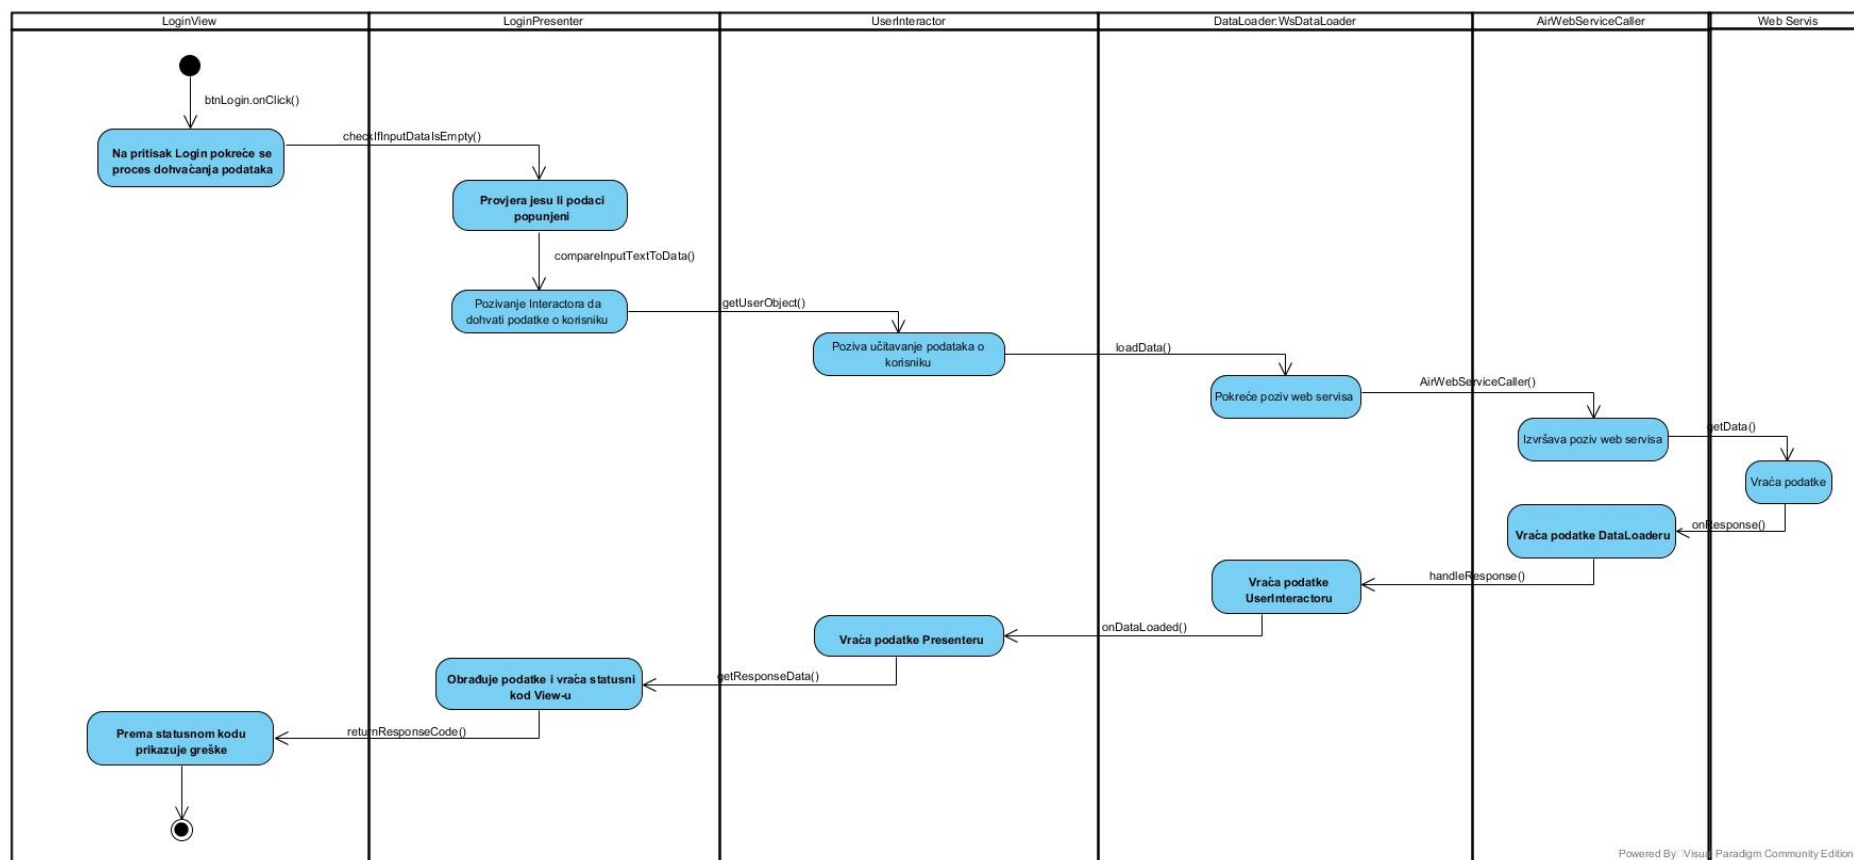 LoginView
LoginPresenter
UserInteractor
DataLoader:WsDataLoader
AirWebServiceCaller
Web Servis
btnLogin.onClick()
Na pritisak Login pokreće se
proces dohvaćanja podataka
checkIfInputDataIsEmpty()
Provjera jesu li podaci
popunjeni
compareInputTextToData()
Pozivanje Interactora da
dohvati podatke o korisniku
getUserObject()
Poziva učitavanje podataka o
korisniku
loadData()
Pokreće poziv web servisa
AirWebServiceCaller()
Izvršava poziv web servisa
getData()
Vraća podatke
onResponse()
Vraća podatke DataLoaderu
handleResponse()
Vraća podatke
UserInteractoru
onDataLoaded()
Vraća podatke Presenteru
getResponseData()
Obrađuje podatke i vraća statusni
kod View-u
returnResponseCode()
Prema statusnom kodu
prikazuje greške
Powered By Visual Paradigm Community Edition